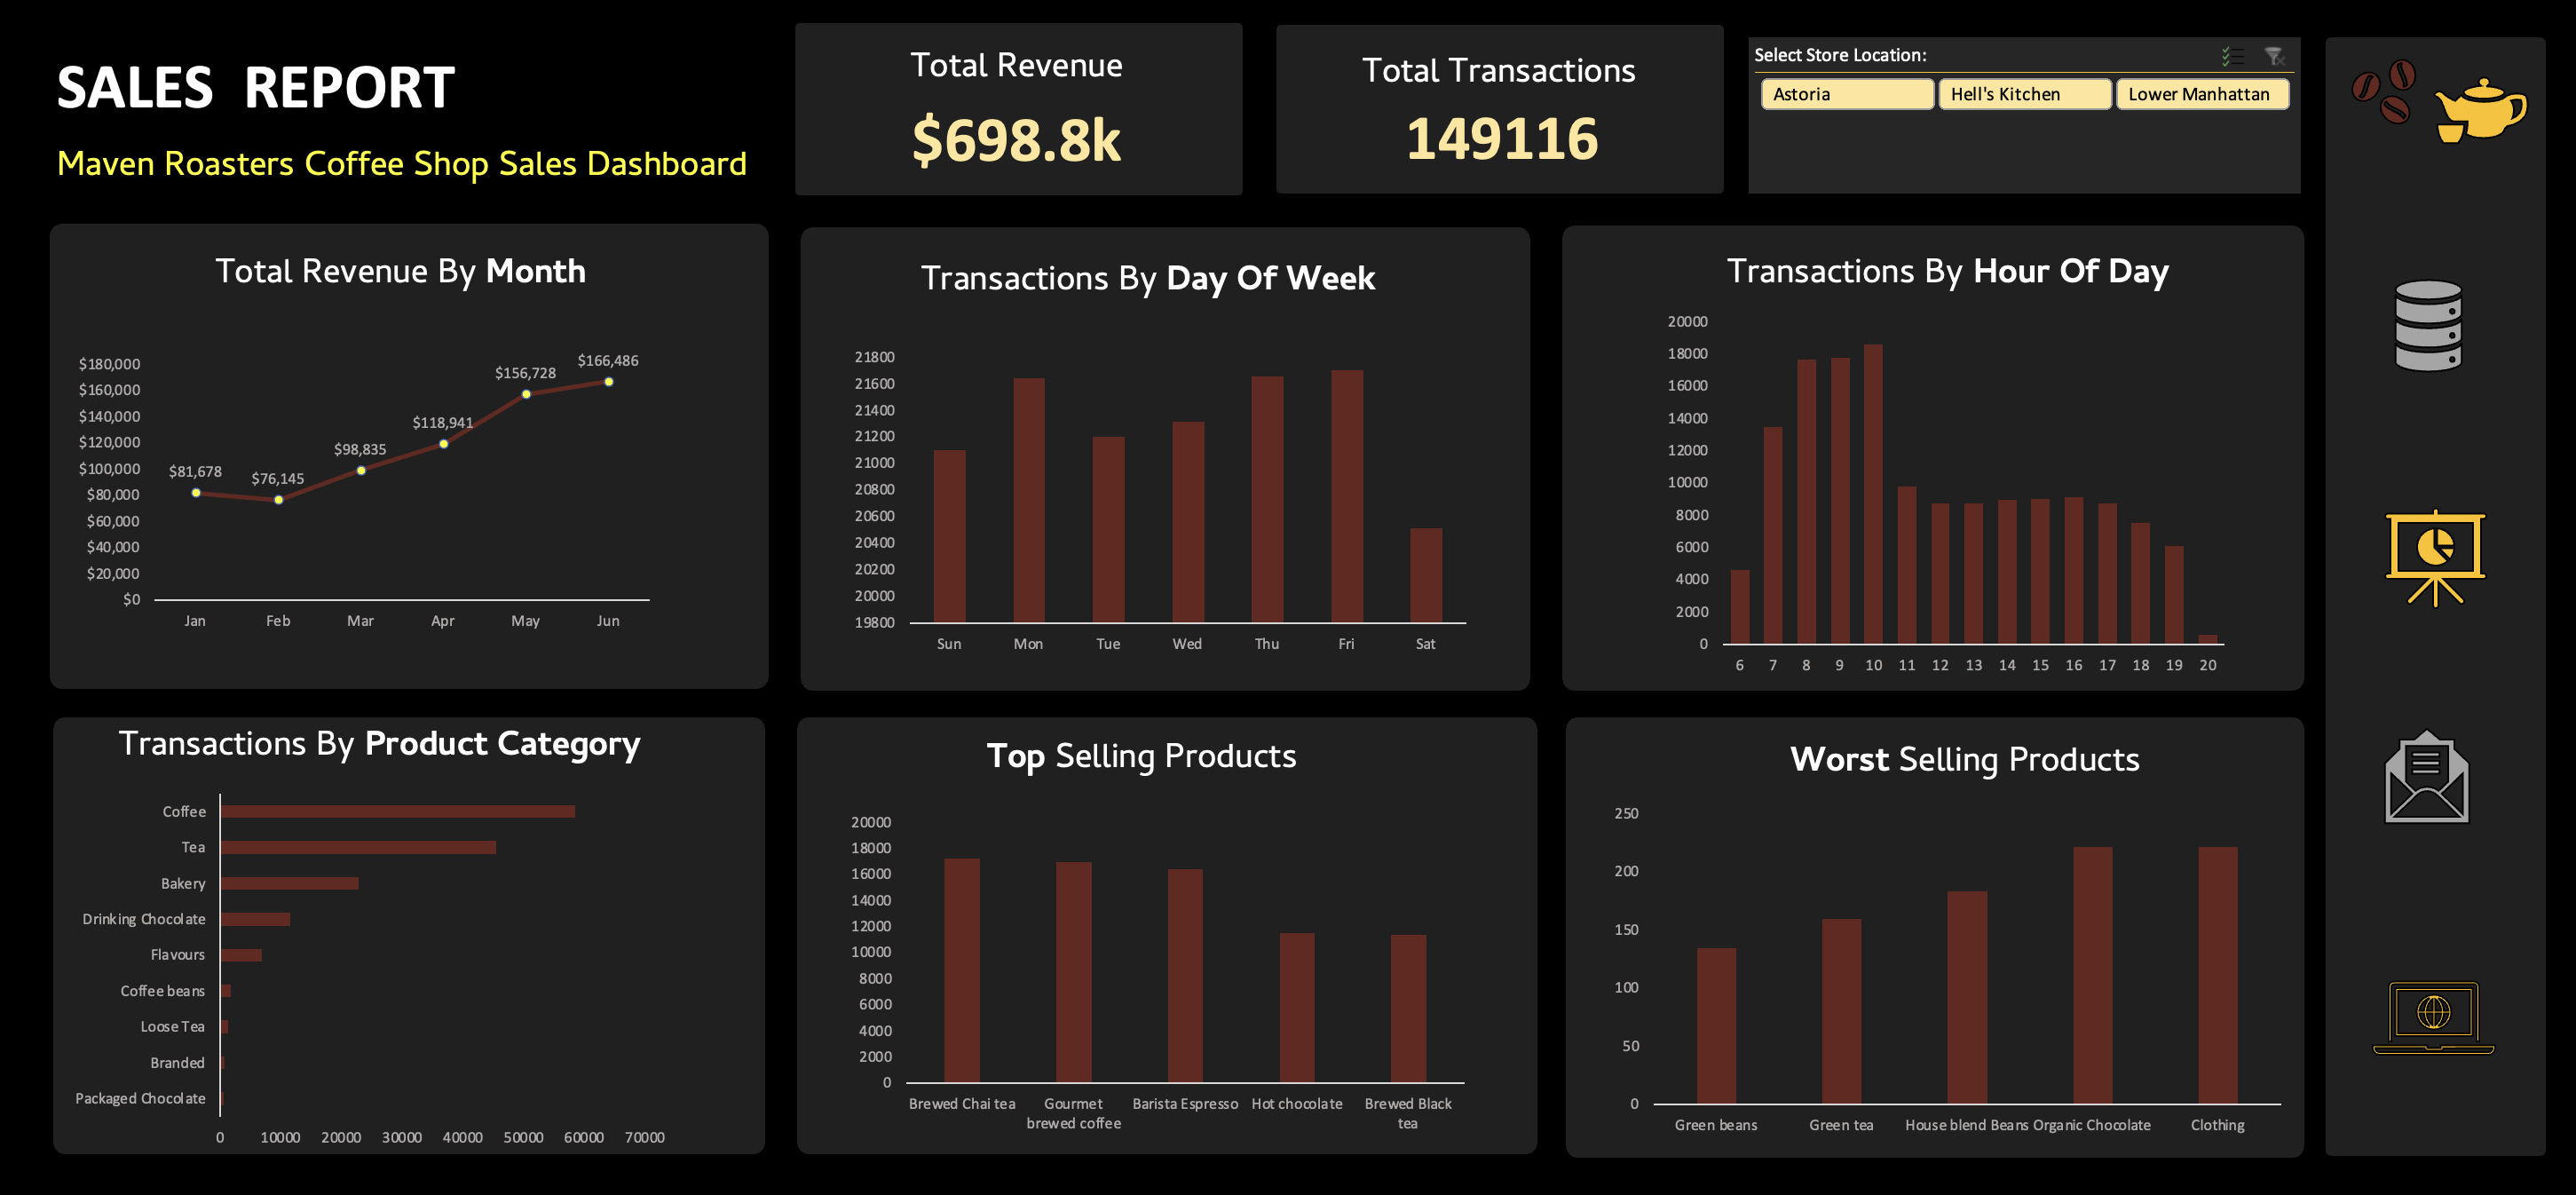 SALES REPORT
Maven Roasters Coffee Shop Sales Dashboard
Total Revenue
$698.8k
Total Transactions
149116
Select Store Location:
Astoria
Hell's Kitchen
Lower Manhattan
Total Revenue By Month
$180,000
$160,000
$140,000
$120,000
$100,000
$80,000
$60,000
$40,000
$20,000
$0
$81,678
$76,145
$98,835
$118,941
$156,728
$166,486
Jan Feb Mar Apr May Jun
Transactions By Day Of Week
21800
21600
21400
21200
21000
20800
20600
20400
20200
20000
19800
Sun Mon Tue Wed Thu Fri Sat
Transactions By Hour Of Day
20000
18000
16000
14000
12000
10000
8000
6000
4000
2000
0
6 7 8 9 10 11 12 13 14 15 16 17 18 19 20
Transactions By Product Category
Coffee
Tea
Bakery
Drinking Chocolate
Flavours
Coffee beans
Loose Tea
Branded
Packaged Chocolate
0 10000 20000 30000 40000 50000 60000 70000
Top Selling Products
20000
18000
16000
14000
12000
10000
8000
6000
4000
2000
0
Brewed Chai tea
Gourmet
brewed coffee
Barista Espresso
Hot chocolate
Brewed Black
tea
Worst Selling Products
250
200
150
100
50
0
Green beans
Green tea
House blend Beans
Organic Chocolate
Clothing